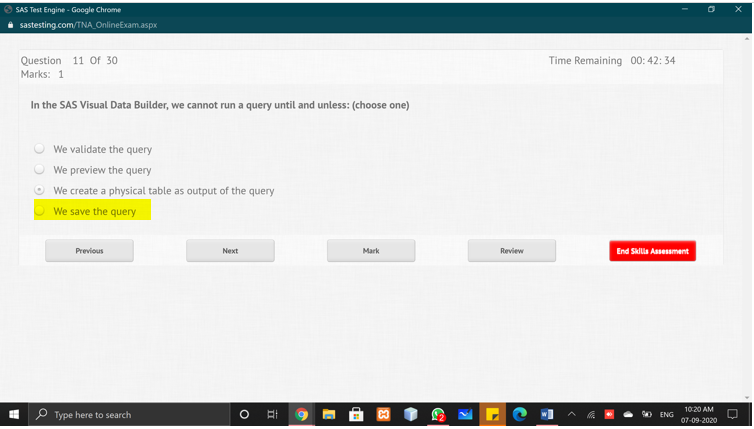 SAS Test Engine - Google Chrome
sastesting.com/TNA_OnlineExam.aspx
Question 11 Of 30
Time Remaining 00: 42: 34
Marks: 1
In the SAS Visual Data Builder, we cannot run a query until and unless: (choose one)
We validate the query
We preview the query
We create a physical table as output of the query
We save the query
Previous Next Mark Review End Skills Assessment
Type here to search
2
ENG
10:20 AM
07-09-2020